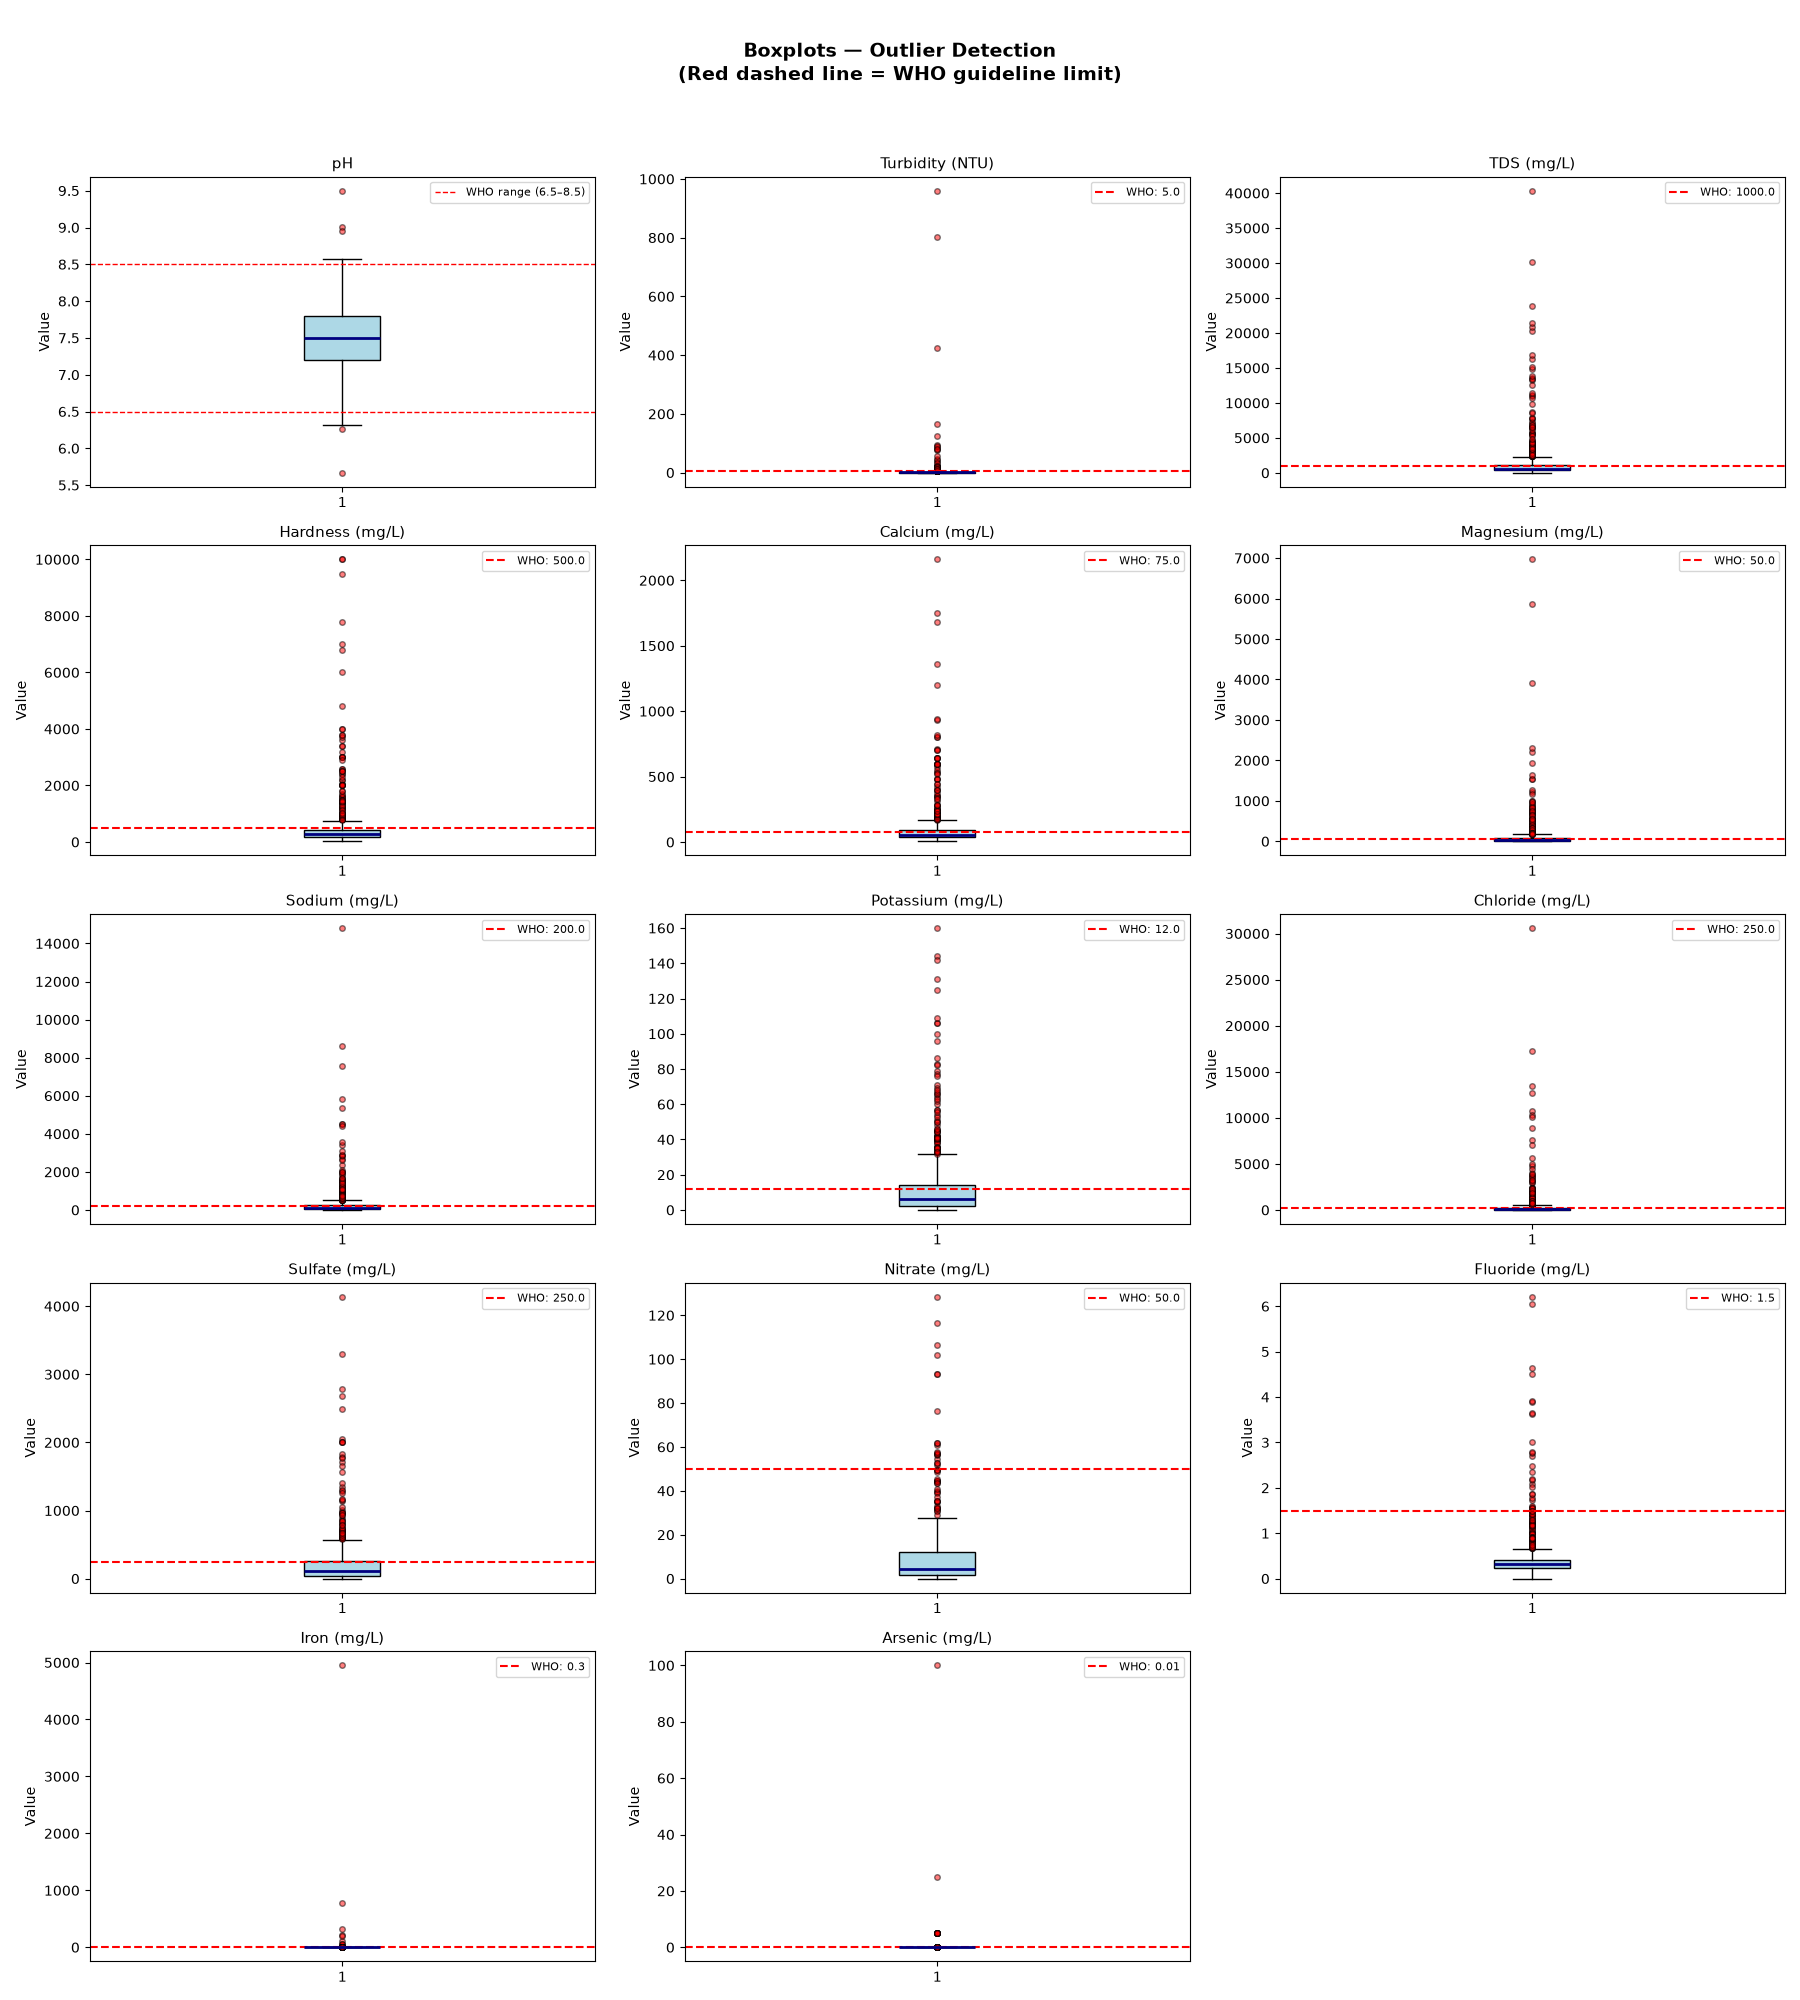 Boxplots — Outlier Detection
(Red dashed line = WHO guideline limit)
pH
WHO range (6.5–8.5)
Value
9.5
9.0
8.5
8.0
7.5
7.0
6.5
6.0
5.5
1
Turbidity (NTU)
WHO: 5.0
Value
1000
800
600
400
200
0
1
TDS (mg/L)
WHO: 1000.0
Value
40000
35000
30000
25000
20000
15000
10000
5000
0
1
Hardness (mg/L)
WHO: 500.0
Value
10000
8000
6000
4000
2000
0
1
Calcium (mg/L)
WHO: 75.0
Value
2000
1500
1000
500
0
1
Magnesium (mg/L)
WHO: 50.0
Value
7000
6000
5000
4000
3000
2000
1000
0
1
Sodium (mg/L)
WHO: 200.0
Value
14000
12000
10000
8000
6000
4000
2000
0
1
Potassium (mg/L)
WHO: 12.0
Value
160
140
120
100
80
60
40
20
0
1
Chloride (mg/L)
WHO: 250.0
Value
30000
25000
20000
15000
10000
5000
0
1
Sulfate (mg/L)
WHO: 250.0
Value
4000
3000
2000
1000
0
1
Nitrate (mg/L)
WHO: 50.0
Value
120
100
80
60
40
20
0
1
Fluoride (mg/L)
WHO: 1.5
Value
6
5
4
3
2
1
0
1
Iron (mg/L)
WHO: 0.3
Value
5000
4000
3000
2000
1000
0
1
Arsenic (mg/L)
WHO: 0.01
Value
100
80
60
40
20
0
1